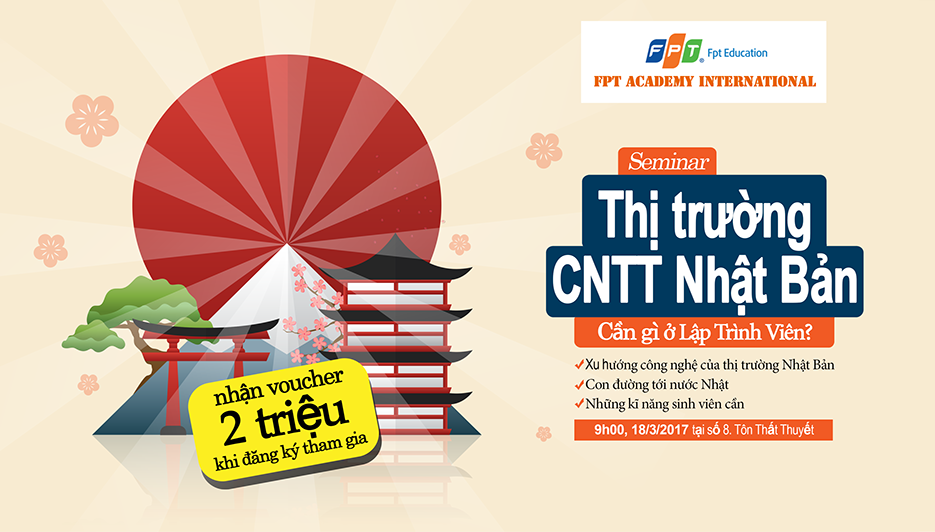 FPT Fpt Education
FPT ACADEMY INTERNATIONAL
Seminar
Thị trường
CNTT Nhật Bản
Cần gì ở Lập Trình Viên?
Xu hướng công nghệ của thị trường Nhật Bản
Con đường tới nước Nhật
Những kĩ năng sinh viên cần
9h00, 18/3/2017 tại số 8. Tôn Thất Thuyết
nhận voucher
2 triệu
khi đăng ký tham gia